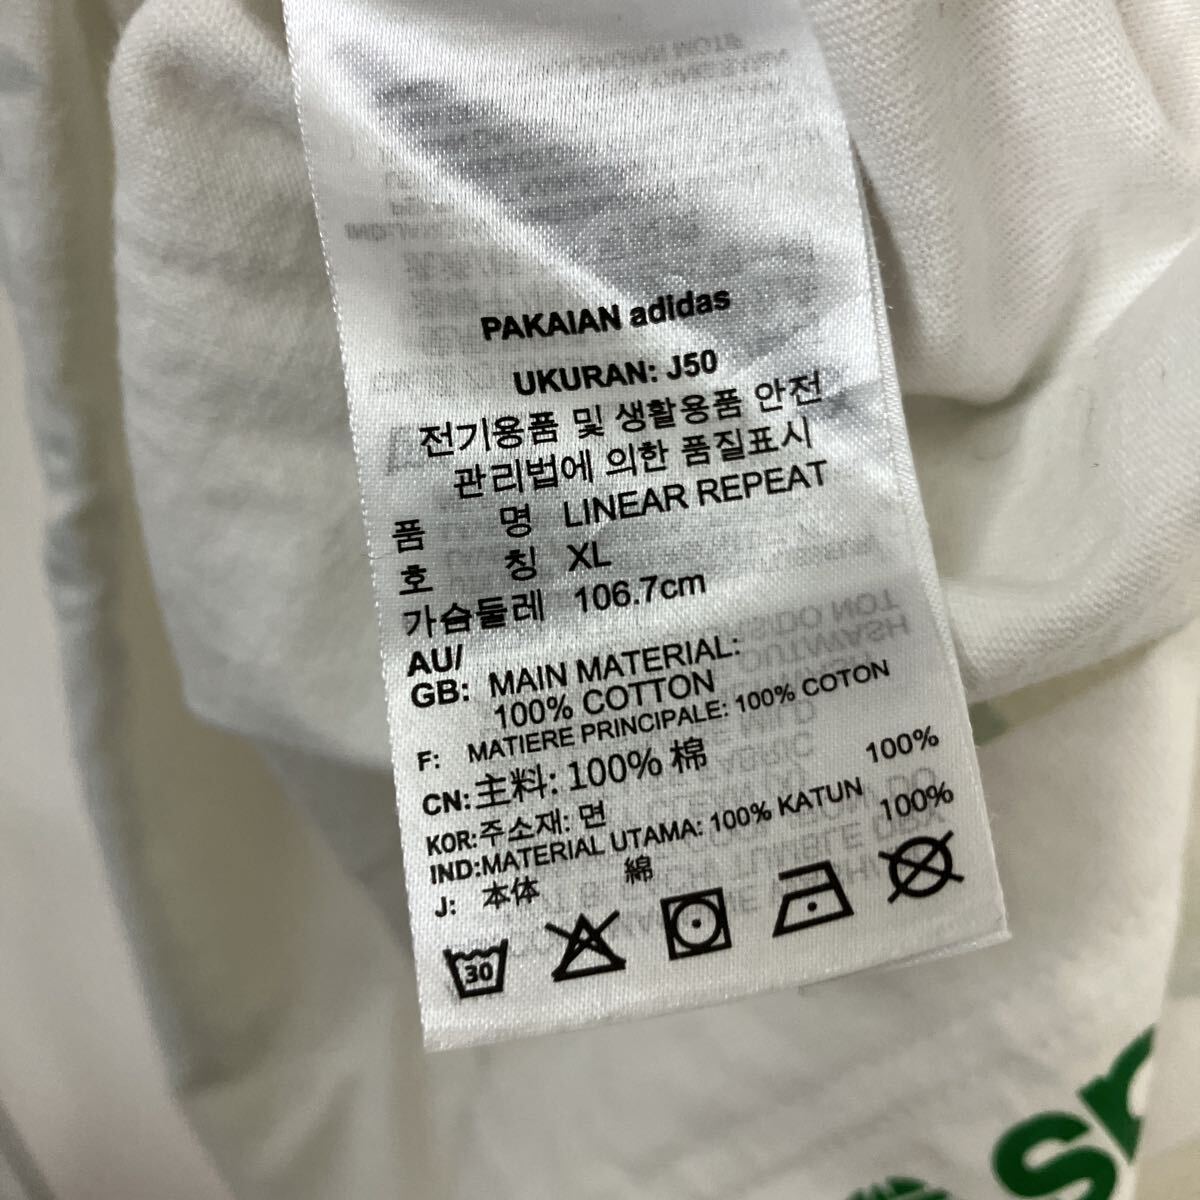 PAKAIAN adidas
UKURAN: J50
전기용품 및 생활용품 안전
관리법에 의한 품질표시
품 명 LINEAR REPEAT
호 칭 XL
가슴둘레 106.7cm
AU/
GB: MAIN MATERIAL:
100% COTTON
F: MATIERE PRINCIPALE: 100% COTON
CN: 主料: 100% 棉
KOR: 주소재: 면 100%
IND: MATERIAL UTAMA: 100% KATUN
J: 本体 綿 100%
30